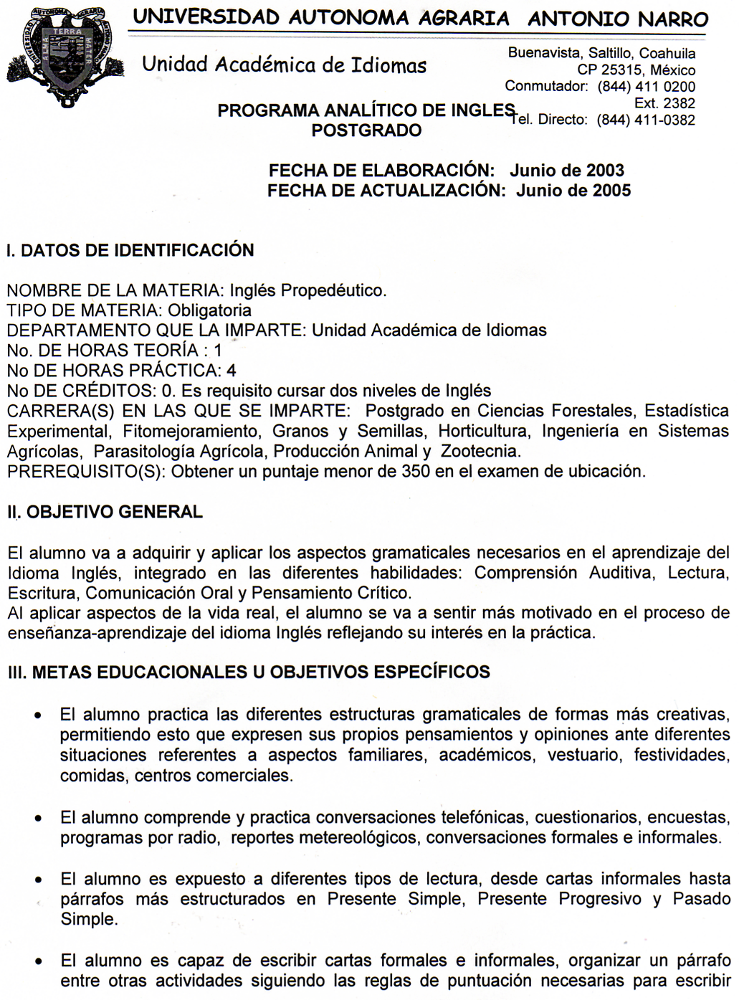 UNIVERSIDAD AUTONOMA AGRARIA ANTONIO NARRO
TERRA
ALMA
MATER
Unidad Académica de Idiomas
Buenavista, Saltillo, Coahuila
CP 25315, México
Conmutador: (844) 411 0200
Ext. 2382
Tel. Directo: (844) 411-0382
PROGRAMA ANALÍTICO DE INGLES
POSTGRADO
FECHA DE ELABORACIÓN: Junio de 2003
FECHA DE ACTUALIZACIÓN: Junio de 2005
I. DATOS DE IDENTIFICACIÓN
NOMBRE DE LA MATERIA: Inglés Propedéutico.
TIPO DE MATERIA: Obligatoria
DEPARTAMENTO QUE LA IMPARTE: Unidad Académica de Idiomas
No. DE HORAS TEORÍA : 1
No DE HORAS PRÁCTICA: 4
No DE CRÉDITOS: 0. Es requisito cursar dos niveles de Inglés
CARRERA(S) EN LAS QUE SE IMPARTE: Postgrado en Ciencias Forestales, Estadística
Experimental, Fitomejoramiento, Granos y Semillas, Horticultura, Ingeniería en Sistemas
Agrícolas, Parasitología Agrícola, Producción Animal y Zootecnia.
PREREQUISITO(S): Obtener un puntaje menor de 350 en el examen de ubicación.
II. OBJETIVO GENERAL
El alumno va a adquirir y aplicar los aspectos gramaticales necesarios en el aprendizaje del
Idioma Inglés, integrado en las diferentes habilidades: Comprensión Auditiva, Lectura,
Escritura, Comunicación Oral y Pensamiento Crítico.
Al aplicar aspectos de la vida real, el alumno se va a sentir más motivado en el proceso de
enseñanza-aprendizaje del idioma Inglés reflejando su interés en la práctica.
III. METAS EDUCACIONALES U OBJETIVOS ESPECÍFICOS
• El alumno practica las diferentes estructuras gramaticales de formas más creativas,
permitiendo esto que expresen sus propios pensamientos y opiniones ante diferentes
situaciones referentes a aspectos familiares, académicos, vestuario, festividades,
comidas, centros comerciales.
• El alumno comprende y practica conversaciones telefónicas, cuestionarios, encuestas,
programas por radio, reportes metereológicos, conversaciones formales e informales.
• El alumno es expuesto a diferentes tipos de lectura, desde cartas informales hasta
párrafos más estructurados en Presente Simple, Presente Progresivo y Pasado
Simple.
• El alumno es capaz de escribir cartas formales e informales, organizar un párrafo
entre otras actividades siguiendo las reglas de puntuación necesarias para escribir